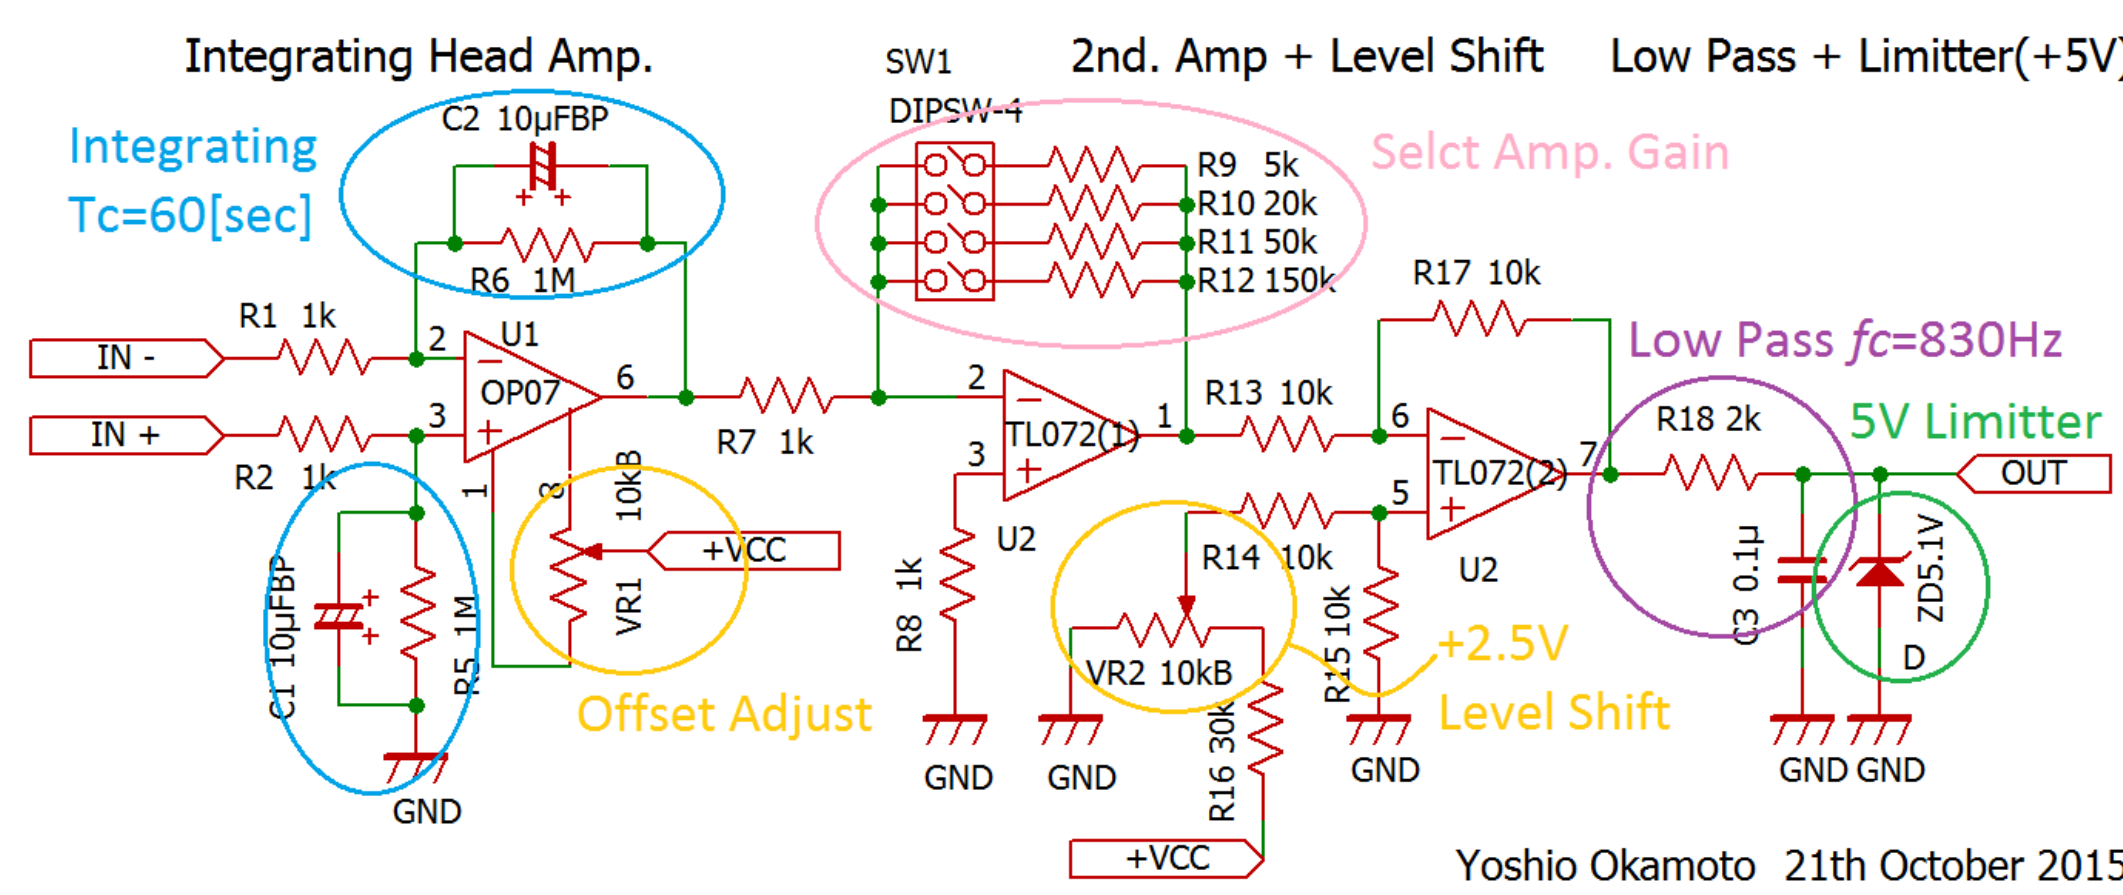 Integrating Head Amp.
SW1
2nd. Amp + Level Shift
Low Pass + Limitter(+5V)
DIPSW-4
C2 10µFBP
Integrating
Tc=60[sec]
Selct Amp. Gain
R9 5k
R10 20k
R11 50k
R12 150k
R6 1M
R17 10k
R1 1k
U1
2
IN -
OP07
6
Low Pass fc=830Hz
2
R13 10k
6
R18 2k
5V Limitter
IN +
3
R7 1k
TL072(1)
1
3
TL072(2)
7
OUT
R2 1k
1
8
10kB
+VCC
VR1
U2
R14 10k
5
U2
C1 10µFBP
R5 1M
R8 1k
VR2 10kB
R15 10k
+2.5V
Level Shift
C3 0.1µ
ZD5.1V
D
Offset Adjust
R16 30k
GND
GND
GND
GND
GND
GND
+VCC
Yoshio Okamoto 21th October 2015